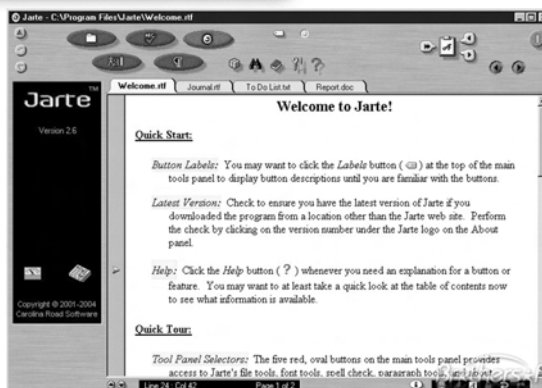 Jarte - C:\Program Files\Jarte\Welcome.rtf
Welcome.rtf
Journal.rtf
To Do List.txt
Report.doc
Jarte™
Version 2.6
Copyright © 2001-2004
Carolina Road Software
Welcome to Jarte!
Quick Start:
Button Labels: You may want to click the Labels button ( ) at the top of the main
tools panel to display button descriptions until you are familiar with the buttons.
Latest Version: Check to ensure you have the latest version of Jarte if you
downloaded the program from a location other than the Jarte web site. Perform
the check by clicking on the version number under the Jarte logo on the About
panel.
Help: Click the Help button ( ? ) whenever you need an explanation for a button or
feature. You may want to at least take a quick look at the table of contents now
to see what information is available.
Quick Tour:
Tool Panel Selectors: The five red, oval buttons on the main tools panel provides
access to Jarte's file tools, font tools, spell check, paragraph tools,
Line 24 : Col 42
Page 1 of 2